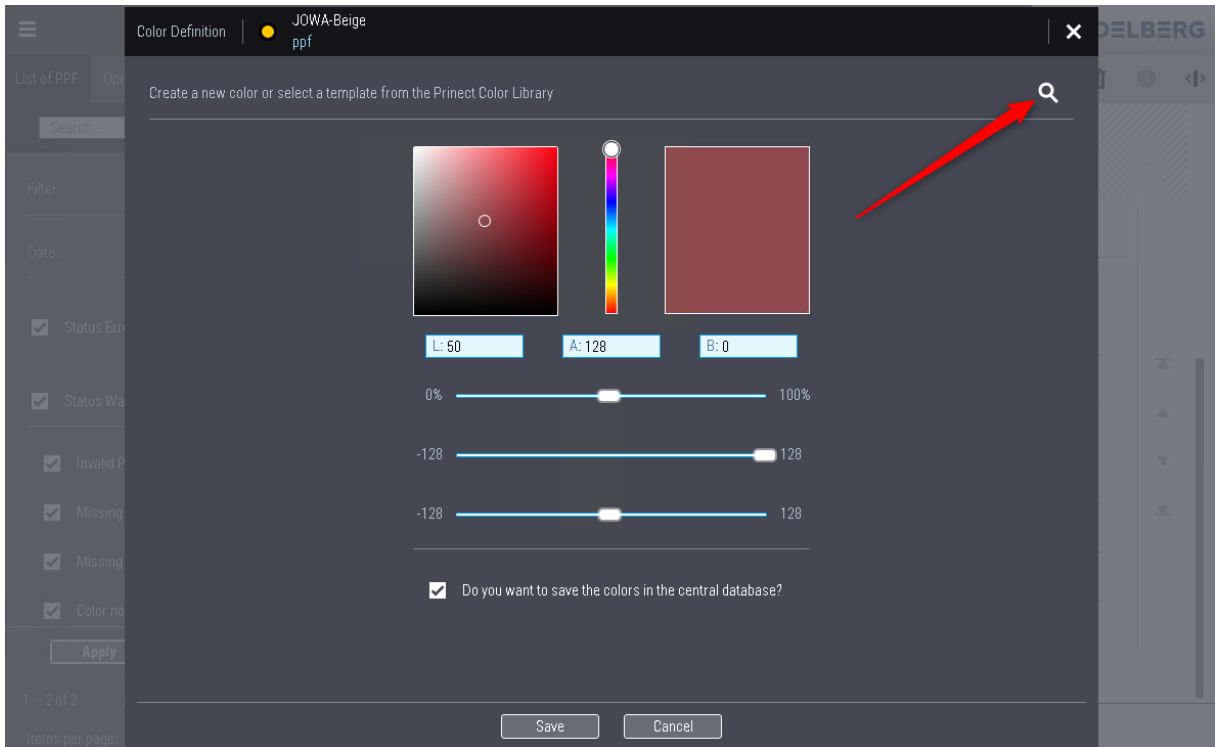 Color Definition
JOWA-Beige
ppf
DELBERG
List of PPF
Ope
Create a new color or select a template from the Prinect Color Library
Search...
Filter
Date:
Status Err
Status Wa
Invalid P
Missing
Missing
Color no
Apply
1 – 2 of 2
Items per page:
L: 50
A: 128
B: 0
0%
100%
-128
128
-128
128
Do you want to save the colors in the central database?
Save
Cancel